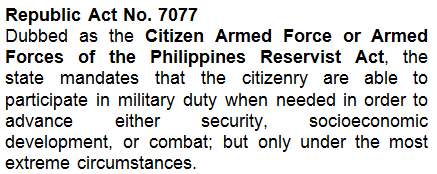 Republic Act No. 7077
Dubbed as the Citizen Armed Force or Armed
Forces of the Philippines Reservist Act, the
state mandates that the citizenry are able to
participate in military duty when needed in order to
advance either security, socioeconomic
development, or combat; but only under the most
extreme circumstances.